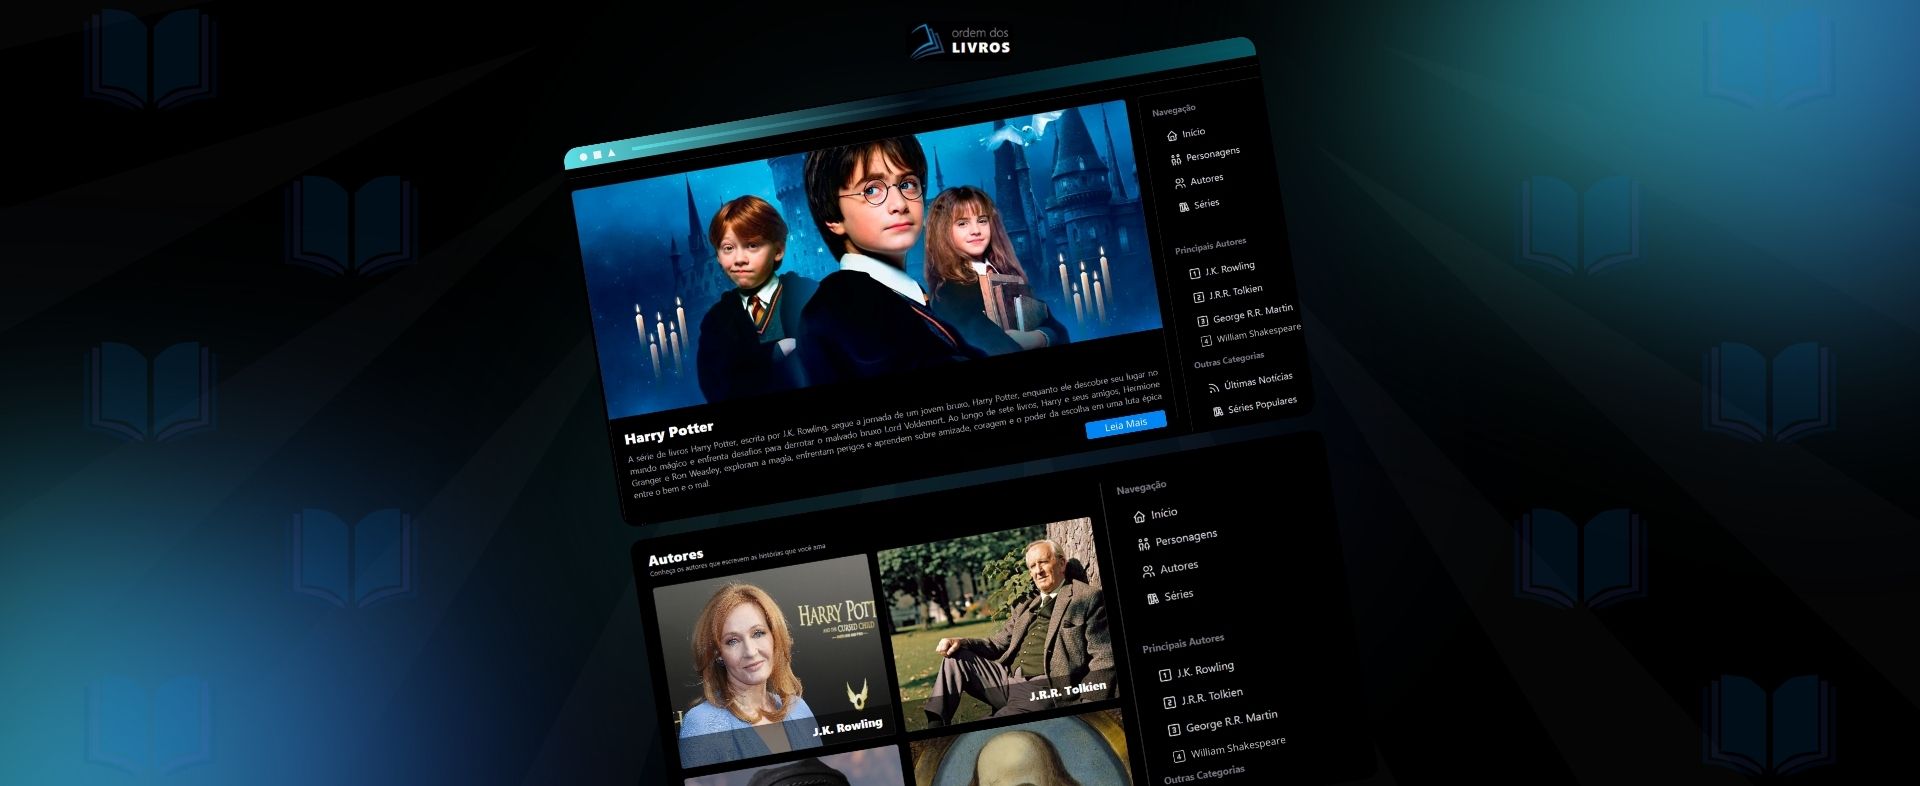 ordem dos
LIVROS
Navegação
Início
Personagens
Autores
Séries
Principais Autores
1 J.K. Rowling
2 J.R.R. Tolkien
3 George R.R. Martin
4 William Shakespeare
Outras Categorias
Últimas Notícias
Séries Populares
Harry Potter
A série de livros Harry Potter, escrita por J.K. Rowling, segue a jornada de um jovem bruxo, Harry Potter, enquanto ele descobre seu lugar no
mundo mágico e enfrenta desafios para derrotar o malvado bruxo Lord Voldemort. Ao longo de sete livros, Harry e seus amigos, Hermione
Granger e Ron Weasley, exploram a magia, enfrentam perigos e aprendem sobre amizade, coragem e o poder da escolha em uma luta épica
entre o bem e o mal.
Leia Mais
Autores
Conheça os autores que escrevem as histórias que você ama
HARRY POTT
AND THE CURSED CHILD
J.K. Rowling
J.R.R. Tolkien
Navegação
Início
Personagens
Autores
Séries
Principais Autores
1 J.K. Rowling
2 J.R.R. Tolkien
3 George R.R. Martin
4 William Shakespeare
Outras Categorias